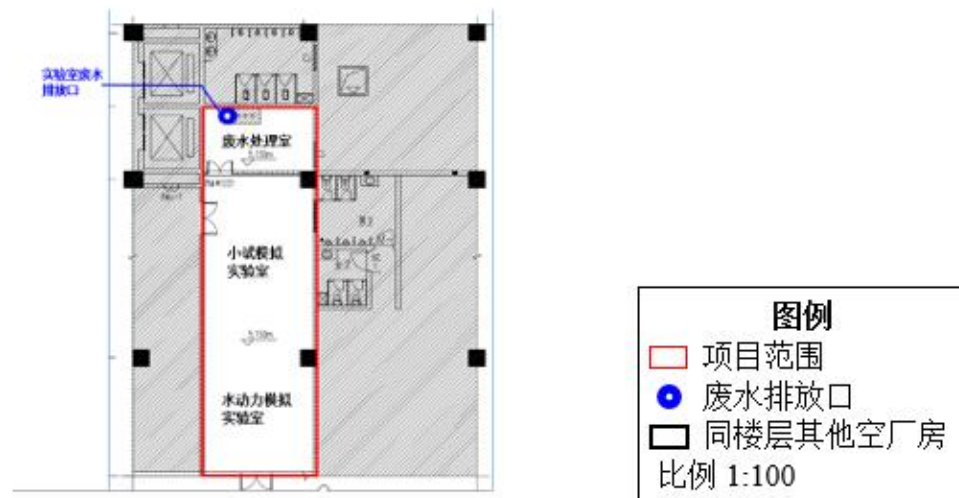 实验室废水
排放口
废水处理室
小试模拟
实验室
水动力模拟
实验室
图例
项目范围
废水排放口
同楼层其他空厂房
比例 1:100